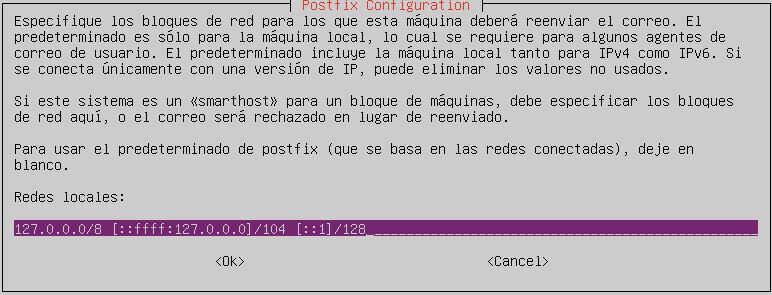 Postfix Configuration
Especifique los bloques de red para los que esta máquina deberá reenviar el correo. El
predeterminado es sólo para la máquina local, lo cual se requiere para algunos agentes de
correo de usuario. El predeterminado incluye la máquina local tanto para IPv4 como IPv6. Si
se conecta únicamente con una versión de IP, puede eliminar los valores no usados.
Si este sistema es un «smarthost» para un bloque de máquinas, debe especificar los bloques
de red aquí, o el correo será rechazado en lugar de reenviado.
Para usar el predeterminado de postfix (que se basa en las redes conectadas), deje en
blanco.
Redes locales:
127.0.0.0/8 [::ffff:127.0.0.0]/104 [::1]/128
<Ok> <Cancel>